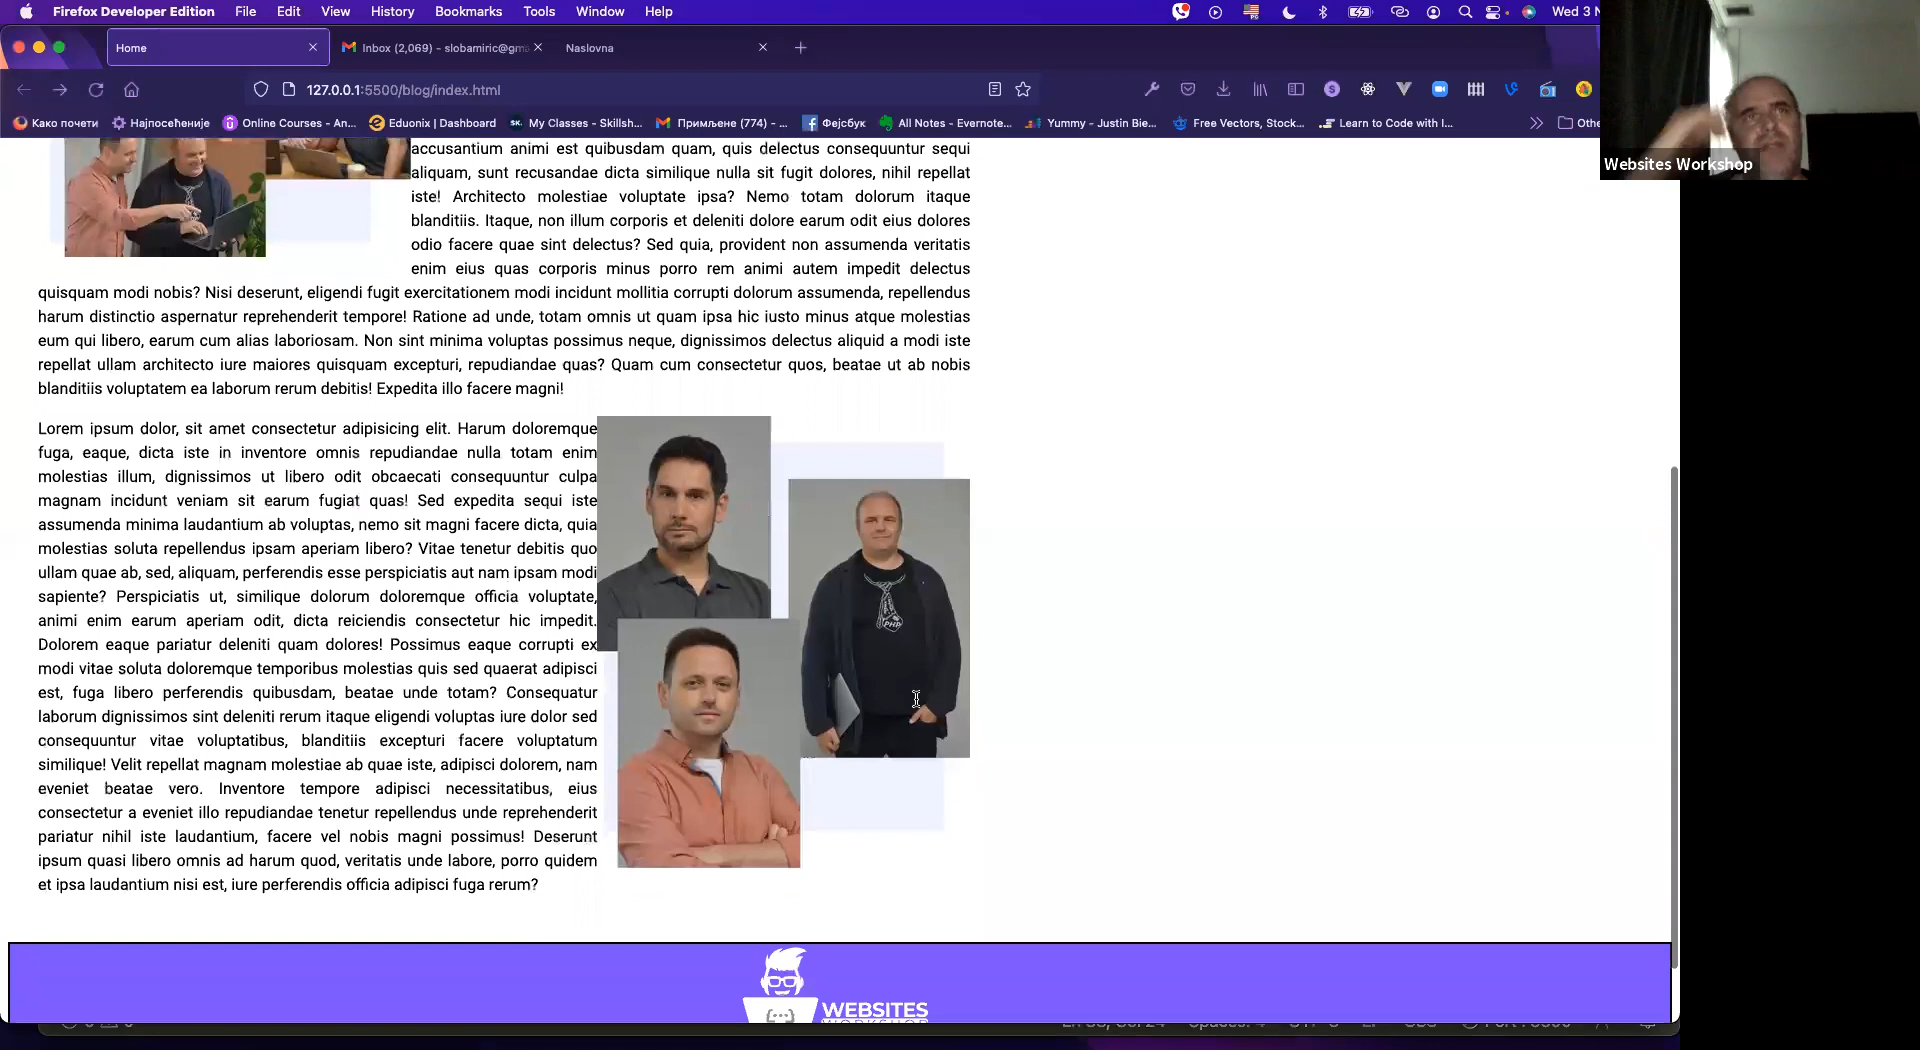 Firefox Developer Edition File Edit View History Bookmarks Tools Window Help Wed 3 N
Home Inbox (2,069) - slobamiric@gm Naslovna
127.0.0.1:5500/blog/index.html
Како почети Најпосећеније Online Courses - An... Eduonix | Dashboard My Classes - Skillsh... Примљене (774) - ... Фејсбук All Notes - Evernote... Yummy - Justin Bie... Free Vectors, Stock... Learn to Code with I... Othe
Websites Workshop
accusantium animi est quibusdam quam, quis delectus consequuntur sequi
aliquam, sunt recusandae dicta similique nulla sit fugit dolores, nihil repellat
iste! Architecto molestiae voluptate ipsa? Nemo totam dolorum itaque
blanditiis. Itaque, non illum corporis et deleniti dolore earum odit eius dolores
odio facere quae sint delectus? Sed quia, provident non assumenda veritatis
enim eius quas corporis minus porro rem animi autem impedit delectus
quisquam modi nobis? Nisi deserunt, eligendi fugit exercitationem modi incidunt mollitia corrupti dolorum assumenda, repellendus
harum distinctio aspernatur reprehenderit tempore! Ratione ad unde, totam omnis ut quam ipsa hic iusto minus atque molestias
eum qui libero, earum cum alias laboriosam. Non sint minima voluptas possimus neque, dignissimos delectus aliquid a modi iste
repellat ullam architecto iure maiores quisquam excepturi, repudiandae quas? Quam cum consectetur quos, beatae ut ab nobis
blanditiis voluptatem ea laborum rerum debitis! Expedita illo facere magni!
Lorem ipsum dolor, sit amet consectetur adipisicing elit. Harum doloremque
fuga, eaque, dicta iste in inventore omnis repudiandae nulla totam enim
molestias illum, dignissimos ut libero odit obcaecati consequuntur culpa
magnam incidunt veniam sit earum fugiat quas! Sed expedita sequi iste
assumenda minima laudantium ab voluptas, nemo sit magni facere dicta, quia
molestias soluta repellendus ipsam aperiam libero? Vitae tenetur debitis quo
ullam quae ab, sed, aliquam, perferendis esse perspiciatis aut nam ipsam modi
sapiente? Perspiciatis ut, similique dolorum doloremque officia voluptate,
animi enim earum aperiam odit, dicta reiciendis consectetur hic impedit.
Dolorem eaque pariatur deleniti quam dolores! Possimus eaque corrupti ex
modi vitae soluta doloremque temporibus molestias quis sed quaerat adipisci
est, fuga libero perferendis quibusdam, beatae unde totam? Consequatur
laborum dignissimos sint deleniti rerum itaque eligendi voluptas iure dolor sed
consequuntur vitae voluptatibus, blanditiis excepturi facere voluptatum
similique! Velit repellat magnam molestiae ab quae iste, adipisci dolorem, nam
eveniet beatae vero. Inventore tempore adipisci necessitatibus, eius
consectetur a eveniet illo repudiandae tenetur repellendus unde reprehenderit
pariatur nihil iste laudantium, facere vel nobis magni possimus! Deserunt
ipsum quasi libero omnis ad harum quod, veritatis unde labore, porro quidem
et ipsa laudantium nisi est, iure perferendis officia adipisci fuga rerum?
PHP
{...}
WEBSITES
WORKSHOP